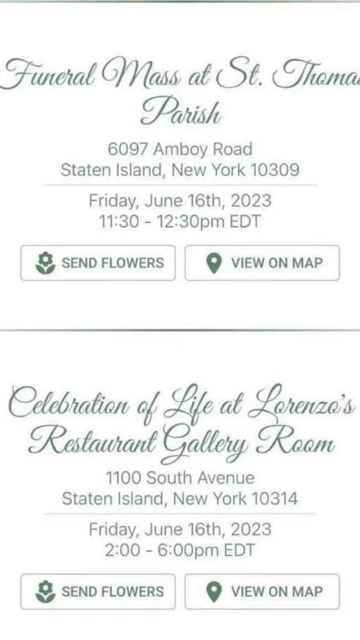 Funeral Mass at St. Thomas
Parish
6097 Amboy Road
Staten Island, New York 10309
Friday, June 16th, 2023
11:30 - 12:30pm EDT
SEND FLOWERS VIEW ON MAP
Celebration of Life at Lorenzo's
Restaurant Gallery Room
1100 South Avenue
Staten Island, New York 10314
Friday, June 16th, 2023
2:00 - 6:00pm EDT
SEND FLOWERS VIEW ON MAP